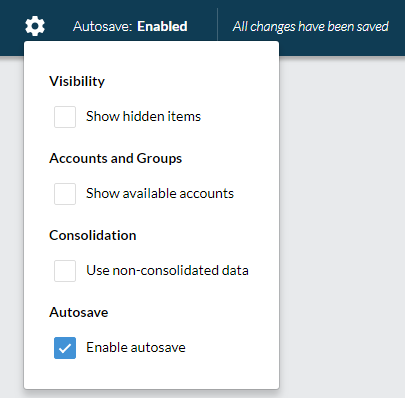 Autosave: Enabled
All changes have been saved
Visibility
Show hidden items
Accounts and Groups
Show available accounts
Consolidation
Use non-consolidated data
Autosave
Enable autosave